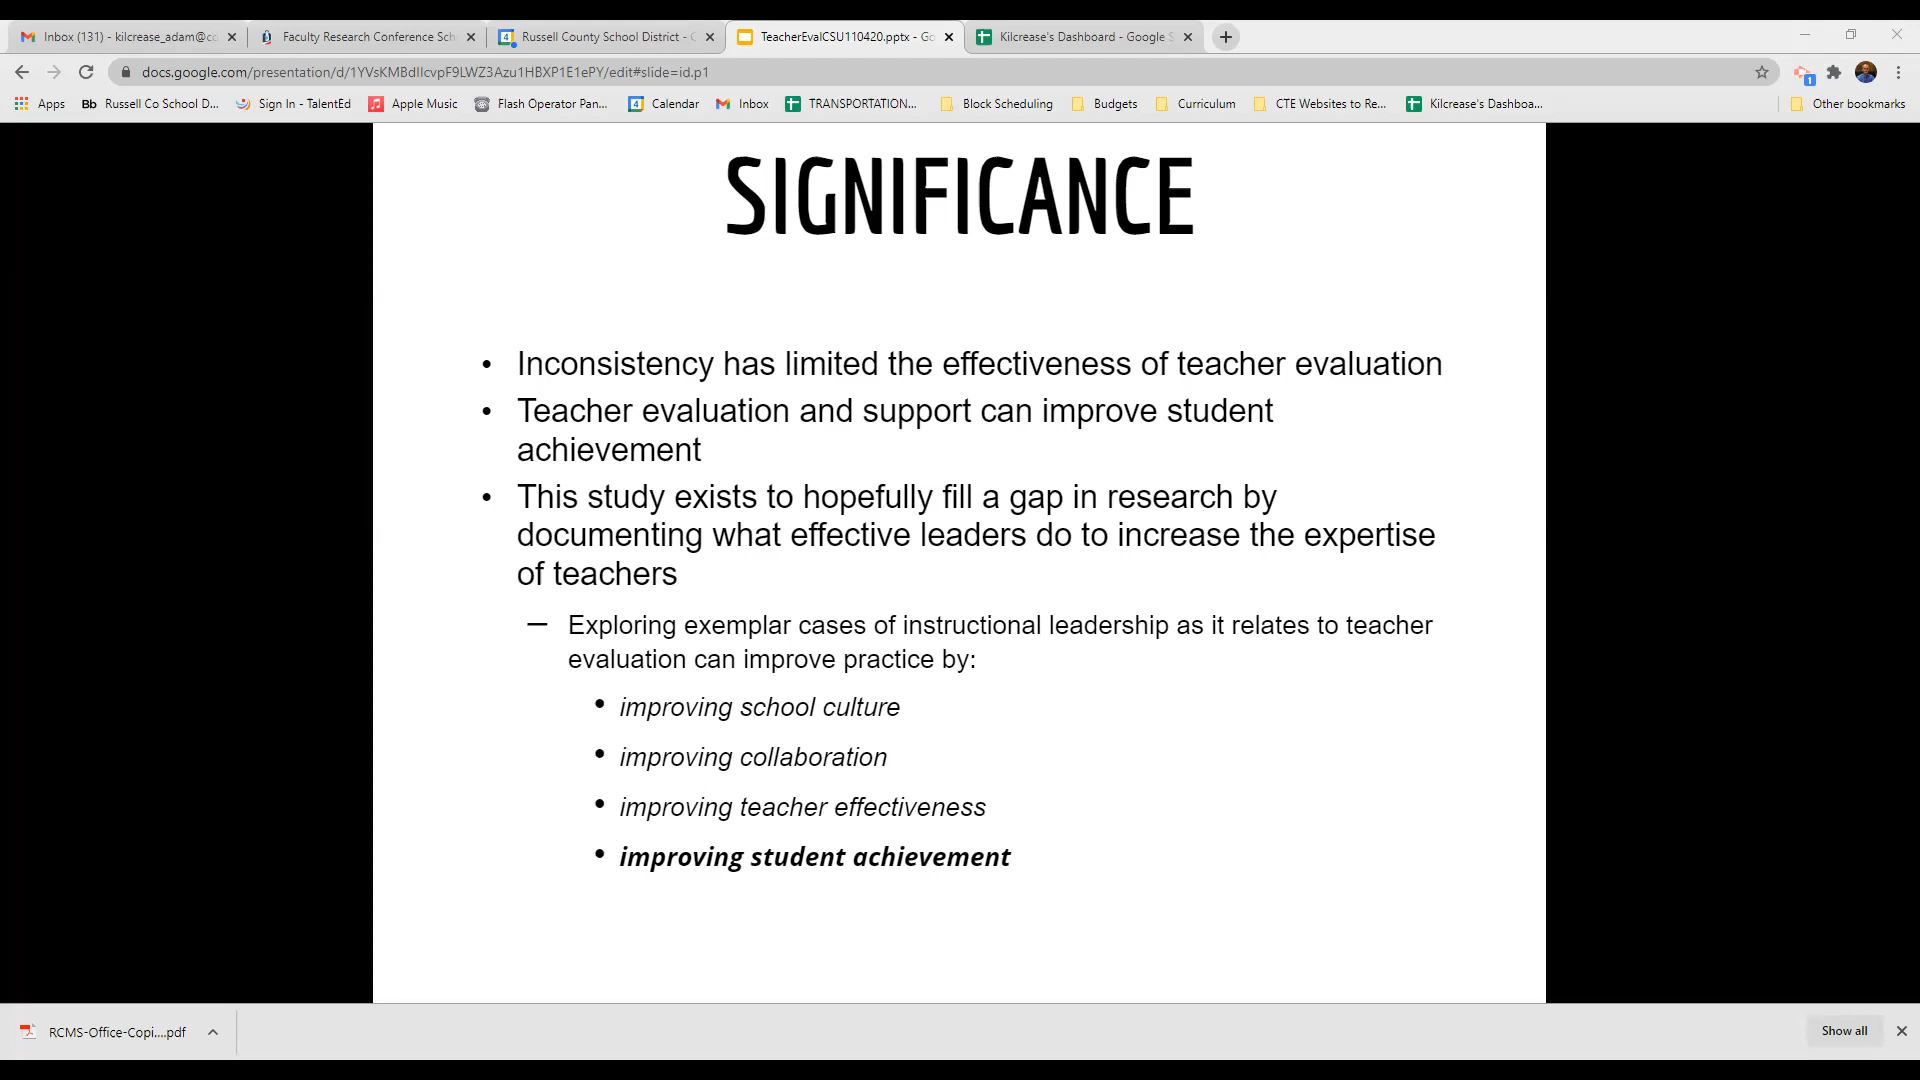 Inbox (131) - kilcrease_adam@cc
Faculty Research Conference Sch
Russell County School District - C
TeacherEvalCSU110420.pptx - Go
Kilcrease's Dashboard - Google S
docs.google.com/presentation/d/1YVsKMBdIlcvpF9LWZ3Azu1HBXP1E1ePY/edit#slide=id.p1
1
Apps
Bb Russell Co School D...
Sign In - TalentEd
Apple Music
Flash Operator Pan...
4 Calendar
Inbox
TRANSPORTATION...
Block Scheduling
Budgets
Curriculum
CTE Websites to Re...
Kilcrease's Dashboa...
Other bookmarks
SIGNIFICANCE
• Inconsistency has limited the effectiveness of teacher evaluation
• Teacher evaluation and support can improve student
achievement
• This study exists to hopefully fill a gap in research by
documenting what effective leaders do to increase the expertise
of teachers
– Exploring exemplar cases of instructional leadership as it relates to teacher
evaluation can improve practice by:
• improving school culture
• improving collaboration
• improving teacher effectiveness
• improving student achievement
RCMS-Office-Copi....pdf
Show all